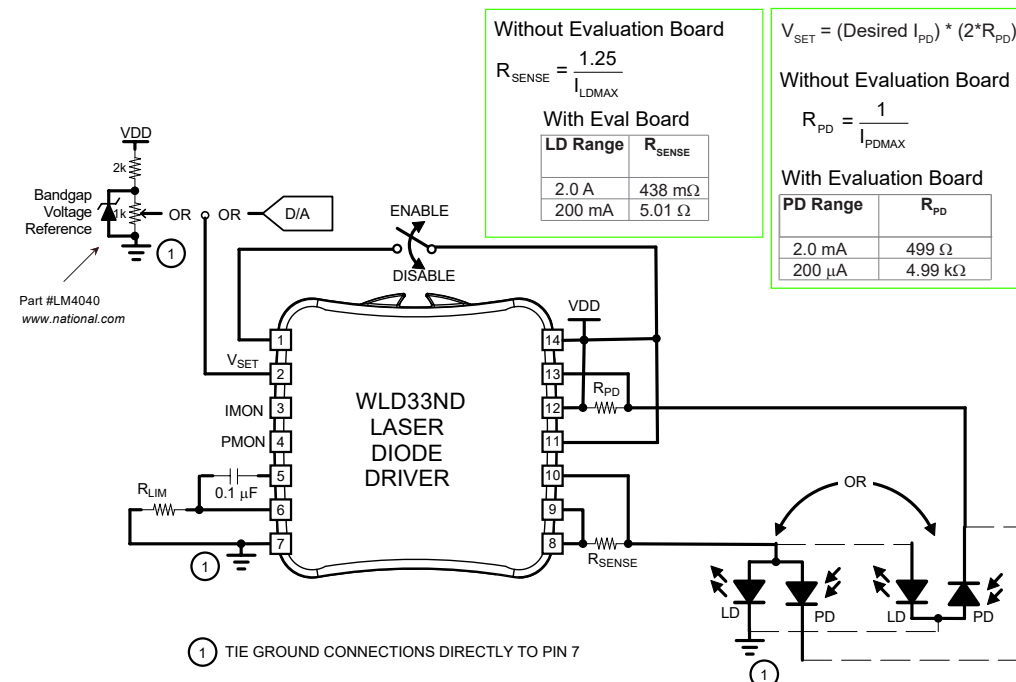 Without Evaluation Board
R_SENSE = 1.25 / I_LDMAX
With Eval Board
LD Range R_SENSE
2.0 A 438 mΩ
200 mA 5.01 Ω
V_SET = (Desired I_PD) * (2*R_PD)
Without Evaluation Board
R_PD = 1 / I_PDMAX
With Evaluation Board
PD Range R_PD
2.0 mA 499 Ω
200 μA 4.99 kΩ
VDD
2k
1k
Bandgap
Voltage
Reference
OR OR D/A
1
Part #LM4040
www.national.com
ENABLE
DISABLE
VDD
V_SET
IMON
PMON
1
2
3
4
5
6
7
WLD33ND
LASER
DIODE
DRIVER
14
13
12
11
10
9
8
R_PD
R_LIM
0.1 μF
1
R_SENSE
OR
LD PD LD PD
1
1 TIE GROUND CONNECTIONS DIRECTLY TO PIN 7